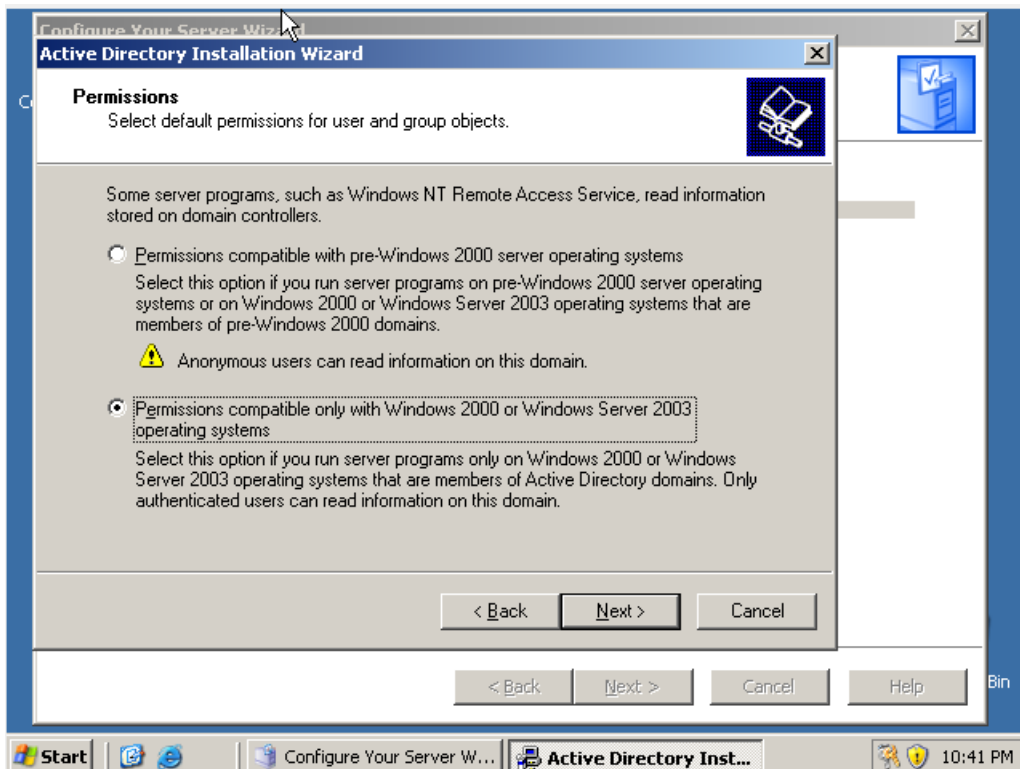 Configure Your Server Wizard
Active Directory Installation Wizard
Permissions
Select default permissions for user and group objects.
Some server programs, such as Windows NT Remote Access Service, read information
stored on domain controllers.
Permissions compatible with pre-Windows 2000 server operating systems
Select this option if you run server programs on pre-Windows 2000 server operating
systems or on Windows 2000 or Windows Server 2003 operating systems that are
members of pre-Windows 2000 domains.
Anonymous users can read information on this domain.
Permissions compatible only with Windows 2000 or Windows Server 2003
operating systems
Select this option if you run server programs only on Windows 2000 or Windows
Server 2003 operating systems that are members of Active Directory domains. Only
authenticated users can read information on this domain.
< Back Next > Cancel
< Back Next > Cancel Help
Bin
Start Configure Your Server W... Active Directory Inst... 10:41 PM